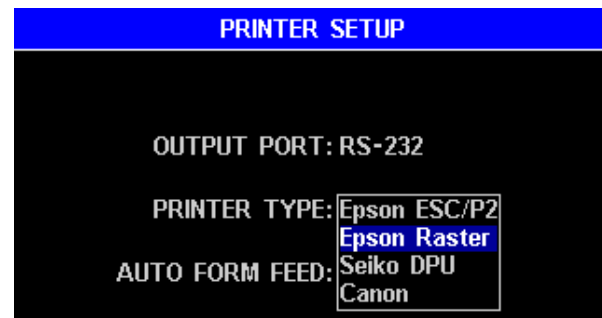 PRINTER SETUP
OUTPUT PORT: RS-232
PRINTER TYPE: Epson ESC/P2
Epson Raster
AUTO FORM FEED: Seiko DPU
Canon